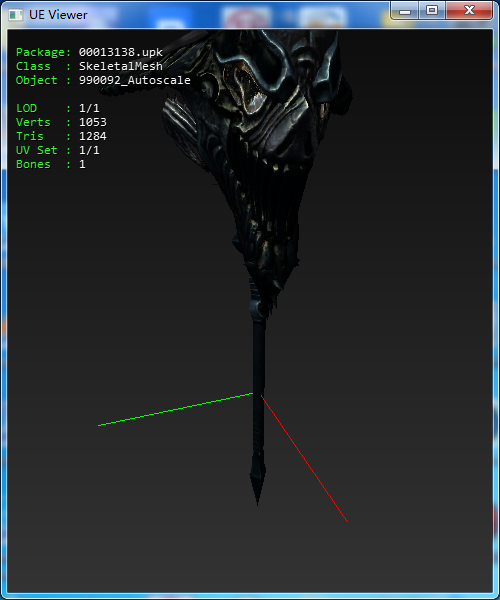 UE Viewer
Package: 00013138.upk
Class : SkeletalMesh
Object : 990092_Autoscale
LOD : 1/1
Verts : 1053
Tris : 1284
UV Set : 1/1
Bones : 1